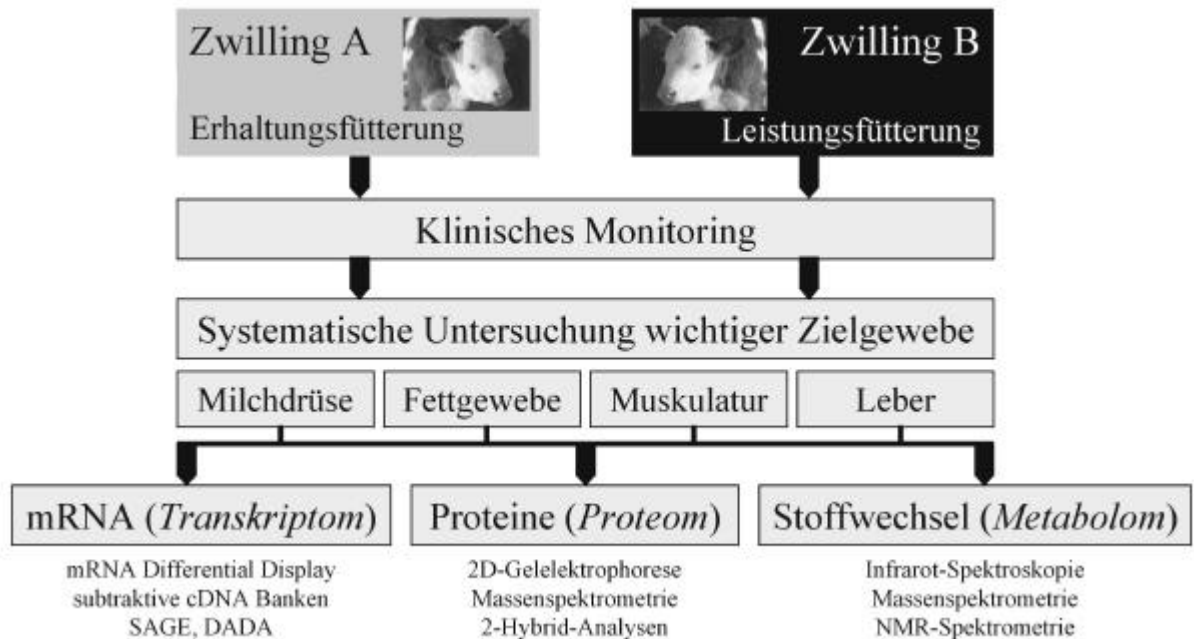 Zwilling A
Erhaltungsfütterung
Zwilling B
Leistungsfütterung
Klinisches Monitoring
Systematische Untersuchung wichtiger Zielgewebe
Milchdrüse
Fettgewebe
Muskulatur
Leber
mRNA (Transkriptom)
mRNA Differential Display
subtraktive cDNA Banken
SAGE, DADA
Proteine (Proteom)
2D-Gelelektrophorese
Massenspektrometrie
2-Hybrid-Analysen
Stoffwechsel (Metabolom)
Infrarot-Spektroskopie
Massenspektrometrie
NMR-Spektrometrie